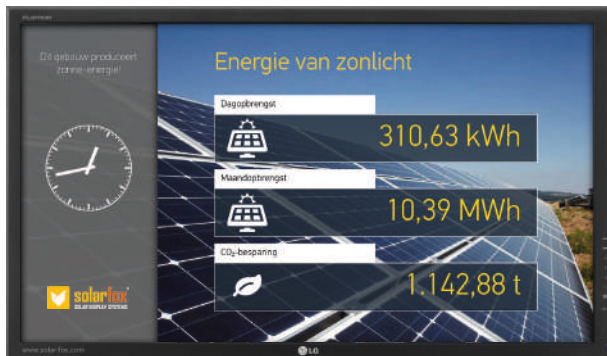 Dit gebouw produceert
zonne-energie!
Energie van zonlicht
Dagopbrengst
310,63 kWh
Maandopbrengst
10,39 MWh
CO₂-besparing
1.142,88 t
solarfox
SOLAR DISPLAY SYSTEMS
www.solar-fox.com
LG